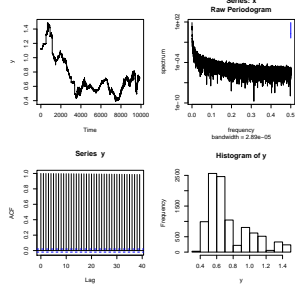 Series: x
Raw Periodogram
y
0.4 0.6 0.8 1.0 1.2 1.4
0 2000 4000 6000 8000 10000
Time
spectrum
1e-10 1e-04 1e+02
0.0 0.1 0.2 0.3 0.4 0.5
frequency
bandwidth = 2.89e-05
Series y
ACF
0.0 0.2 0.4 0.6 0.8 1.0
0 10 20 30 40
Lag
Histogram of y
Frequency
0 500 1500 2500
0.4 0.6 0.8 1.0 1.2 1.4
y